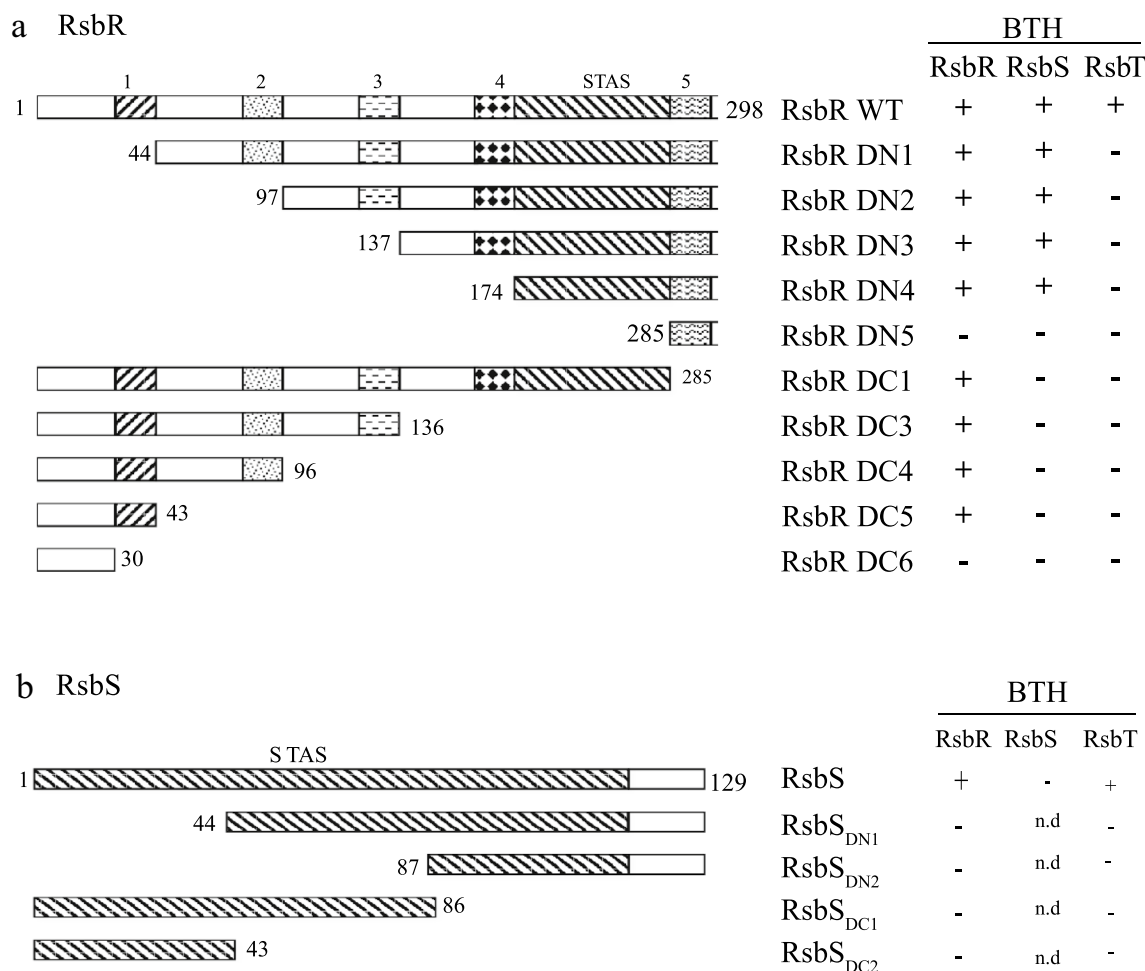 a RsbR
BTH
RsbR RsbS RsbT
1 2 3 4 STAS 5
1 298 RsbR WT + + +
44 RsbR DN1 + + -
97 RsbR DN2 + + -
137 RsbR DN3 + + -
174 RsbR DN4 + + -
285 RsbR DN5 - - -
285 RsbR DC1 + - -
136 RsbR DC3 + - -
96 RsbR DC4 + - -
43 RsbR DC5 + - -
30 RsbR DC6 - - -
b RsbS
BTH
RsbR RsbS RsbT
S TAS
1 129 RsbS + - +
44 RsbS DN1 - n.d -
87 RsbS DN2 - n.d -
86 RsbS DC1 - n.d -
43 RsbS DC2 - n.d -